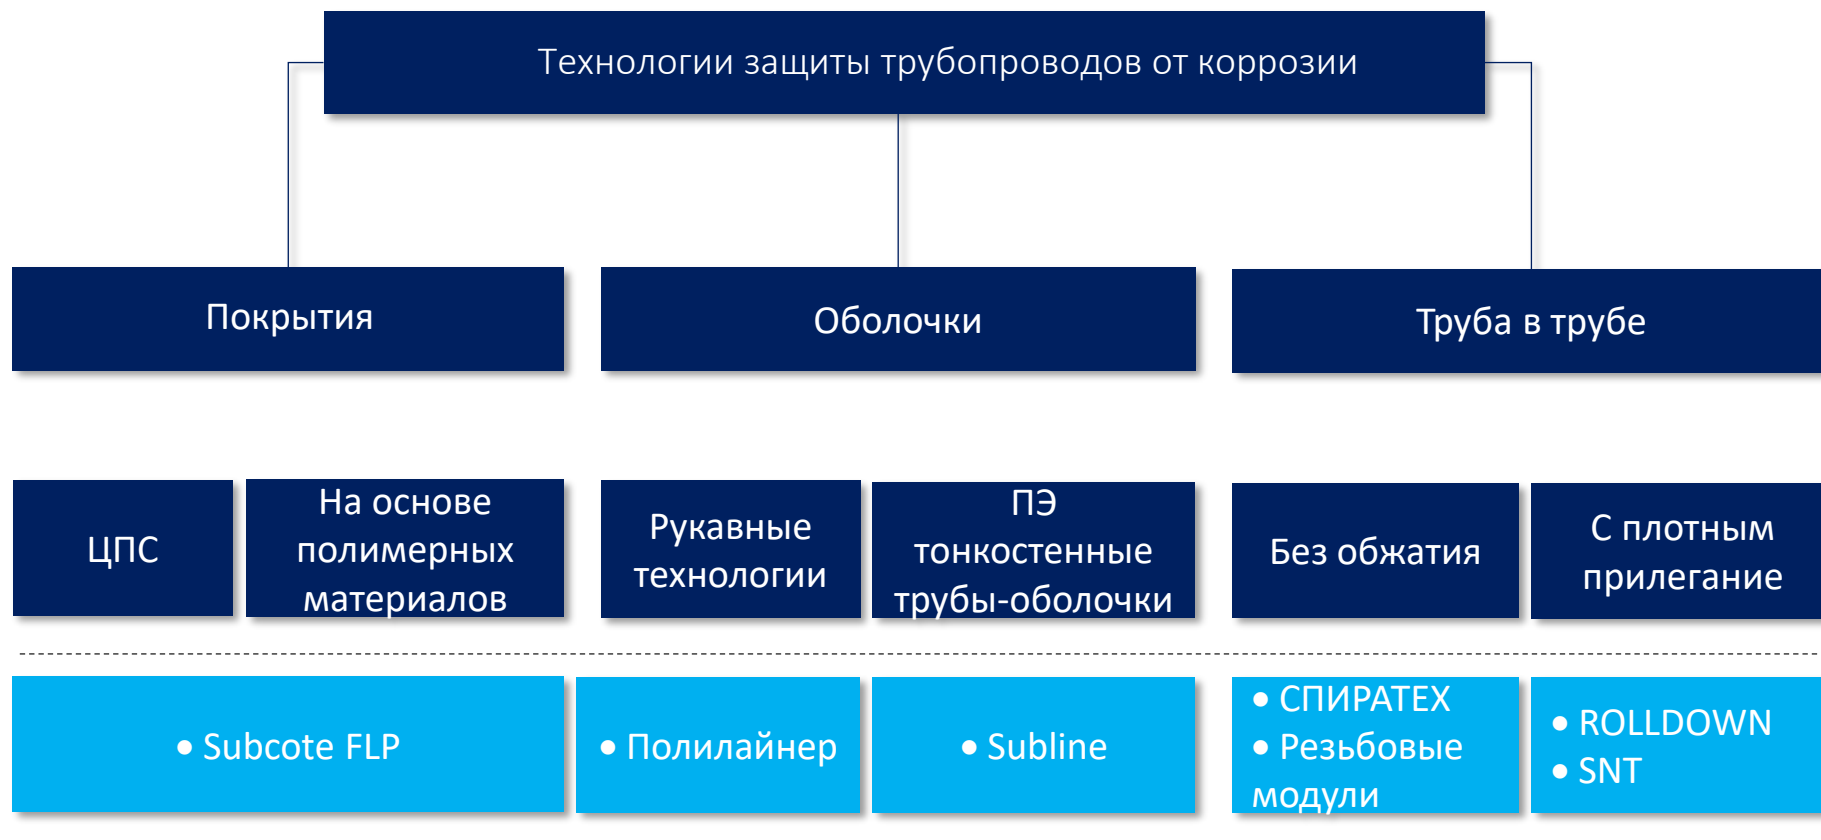 Технологии защиты трубопроводов от коррозии
Покрытия
Оболочки
Труба в трубе
ЦПС
На основе
полимерных
материалов
Рукавные
технологии
ПЭ
тонкостенные
трубы-оболочки
Без обжатия
С плотным
прилегание
• Subcote FLP
• Полилайнер
• Subline
• СПИРАТЕХ
• Резьбовые
модули
• ROLLDOWN
• SNT